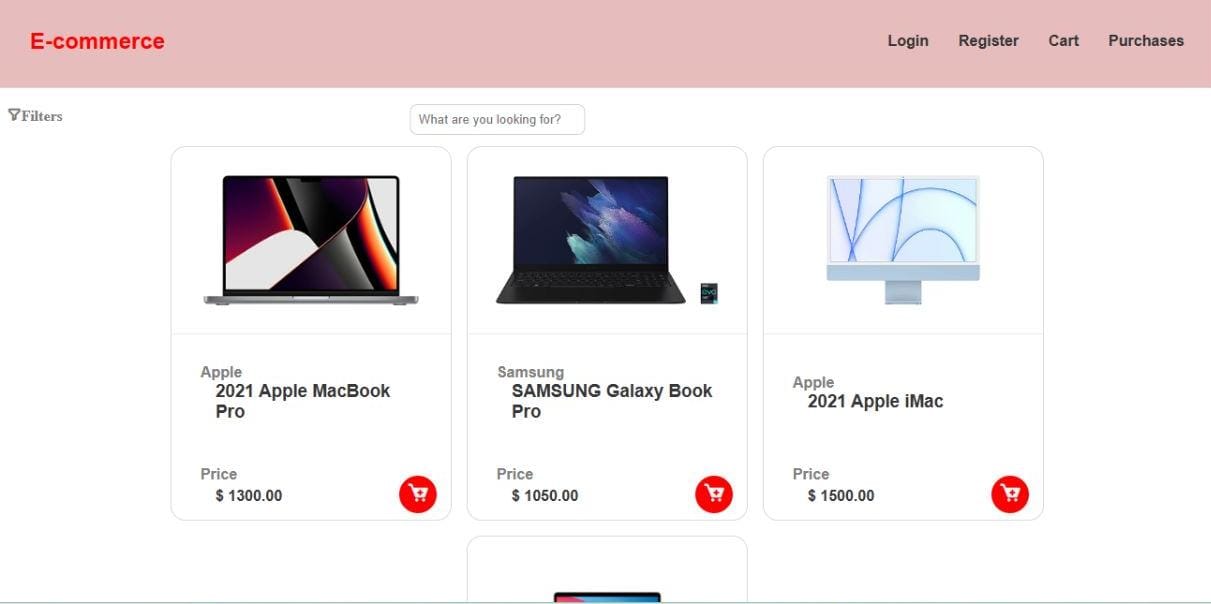 E-commerce
Login Register Cart Purchases
Filters
What are you looking for?
Apple
2021 Apple MacBook
Pro
Price
$ 1300.00
Samsung
SAMSUNG Galaxy Book
Pro
Price
$ 1050.00
Apple
2021 Apple iMac
Price
$ 1500.00